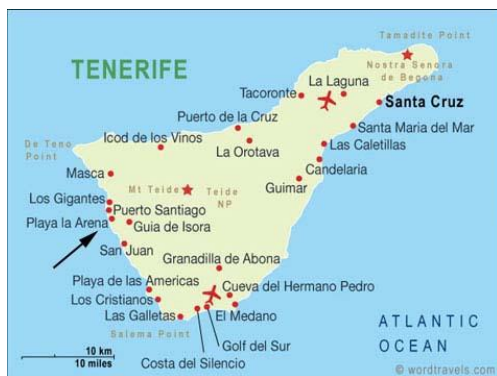 Tamadite Point
TENERIFE
Nostra Senora
de Begona
La Laguna
Tacoronte
Santa Cruz
Puerto de la Cruz
Santa Maria del Mar
De Teno
Point
Icod de los Vinos
La Orotava
Las Caletillas
Masca
Candelaria
Mt Teide
Teide
NP
Guimar
Los Gigantes
Puerto Santiago
Playa la Arena
Guia de Isora
San Juan
Granadilla de Abona
Playa de las Americas
Cueva del Hermano Pedro
Los Cristianos
Las Galletas
El Medano
Salema Point
Golf del Sur
Costa del Silencio
ATLANTIC
OCEAN
10 km
10 miles
© wordtravels.com